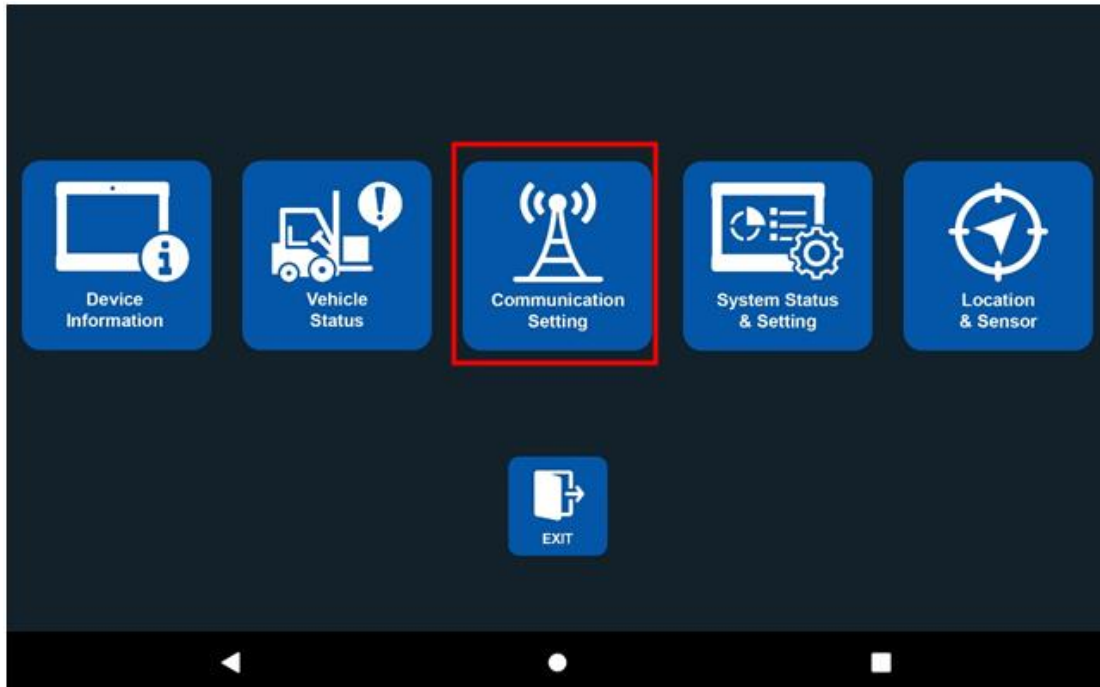 Device
Information
Vehicle
Status
Communication
Setting
System Status
& Setting
Location
& Sensor
EXIT